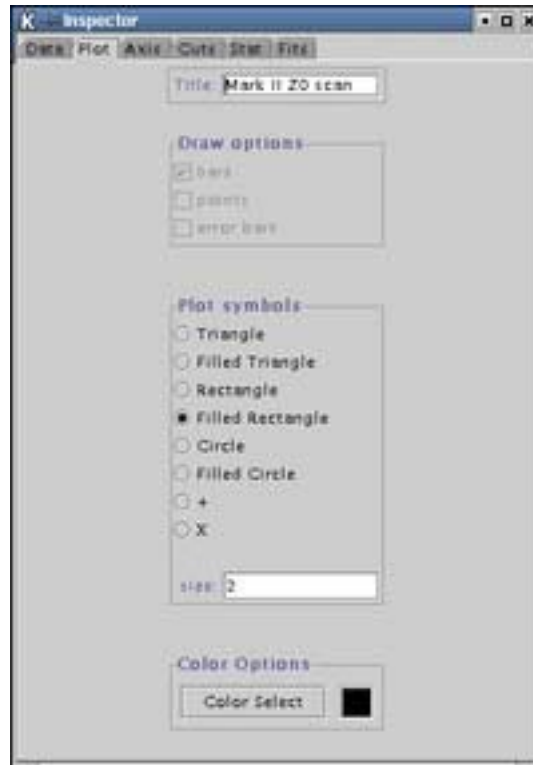 Inspector
Data Plot Axis Cuts Stat Fits
Title: Mark II Z0 scan
Draw options
bars
points
error bars
Plot symbols
Triangle
Filled Triangle
Rectangle
Filled Rectangle
Circle
Filled Circle
+
X
size: 2
Color Options
Color Select